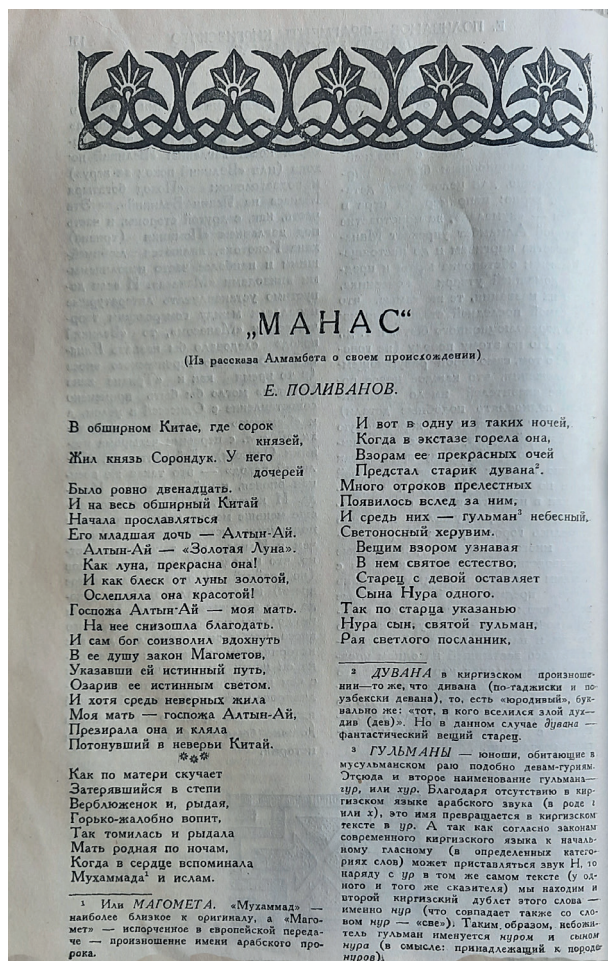 „МАНАС“
(Из рассказа Алмамбета о своем происхождении)
Е. ПОЛИВАНОВ.
В обширном Китае, где сорок
князей,
Жил князь Сорондук. У него
дочерей
Было ровно двенадцать.
И на весь обширный Китай
Начала прославляться
Его младшая дочь — Алтын-Ай.
Алтын-Ай — «Золотая Луна».
Как луна, прекрасна она!
И как блеск от луны золотой,
Ослепляла она красотой!
Госпожа Алтын-Ай — моя мать.
На нее снизошла благодать.
И сам бог соизволил вдохнуть
В ее душу закон Магометов,
Указавши ей истинный путь,
Озарив ее истинным светом.
И хотя средь неверных жила
Моя мать — госпожа Алтын-Ай,
Презирала она и кляла
Потонувший в неверьи Китай.
***
Как по матери скучает
Затерявшийся в степи
Верблюженок и, рыдая,
Горько-жалобно вопит,
Так томилась и рыдала
Мать родная по ночам,
Когда в сердце вспоминала
Мухаммада¹ и ислам.
¹ Или МАГОМЕТА. «Мухаммад» —
наиболее близкое к оригиналу, а «Маго-
мет» — испорченное в европейской переда-
че — произношение имени арабского про-
рока.
И вот в одну из таких ночей,
Когда в экстазе горела она,
Взорам ее прекрасных очей
Предстал старик дувана².
Много отроков прелестных
Появилось вслед за ним,
И средь них — гульман³ небесный,
Светоносный херувим.
Вещим взором узнавая
В нем святое естество,
Старец с девой оставляет
Сына Нура одного.
Так по старца указанью
Нура сын, святой гульман,
Рая светлого посланник,
² ДУВАНА в киргизском произноше-
нии—то же, что дивана (по-таджиски и по-
узбекски девана), то, есть «юродивый», бук-
вально же: «тот, в кого вселился злой дух—
див (дев)». Но в данном случае дувана —
фантастический вещий старец.
³ ГУЛЬМАНЫ — юноши, обитающие в
мусульманском раю подобно девам-гуриям.
Отсюда и второе наименование гульмана—
гур, или хур. Благодаря отсутствию в кир-
гизском языке арабского звука (в роде г
или х), это имя превращается в киргизском
тексте в ур. А так как согласно законам
современного киргизского языка к началь-
ному гласному (в определенных катего-
риях слов) может приставляться звук Н, то
наряду с ур в том же самом тексте (у од-
ного и того же сказителя) мы находим и
второй киргизский дублет этого слова —
именно нур (что совпадает также со сло-
вом нур — «све»); Таким образом, небожи-
тель гульман именуется нуром и сыном
нура (в смысле: принадлежащий к породе
нуров).